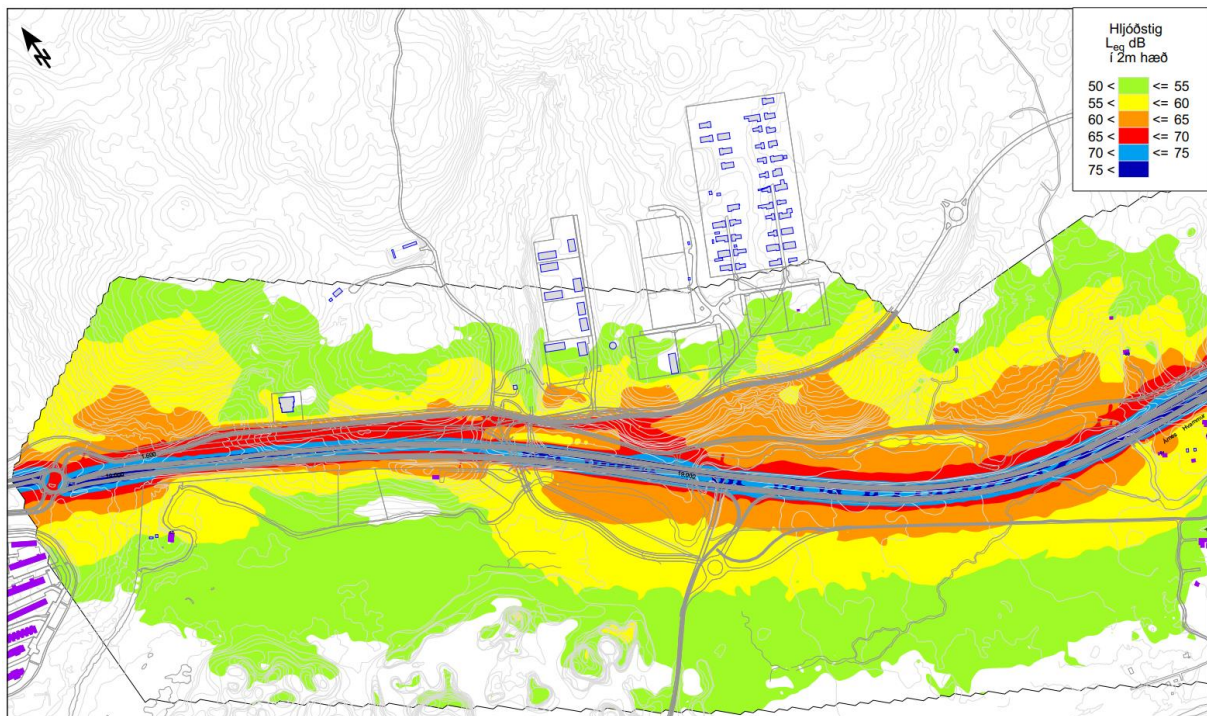 N
Hljóðstig
Leq dB
í 2m hæð
50 < <= 55
55 < <= 60
60 < <= 65
65 < <= 70
70 < <= 75
75 <